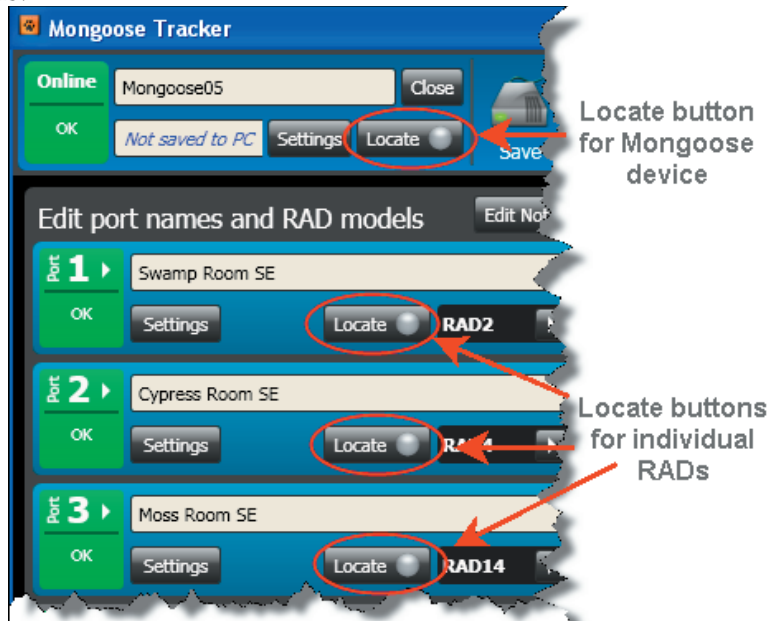 Mongoose Tracker
Online
Mongoose05
Close
OK
Not saved to PC
Settings
Locate
Save
Locate button
for Mongoose
device
Edit port names and RAD models
Edit Not
Port
1
Swamp Room SE
OK
Settings
Locate
RAD2
Port
2
Cypress Room SE
OK
Settings
Locate
Locate buttons
for individual
RADs
Port
3
Moss Room SE
OK
Settings
Locate
RAD14